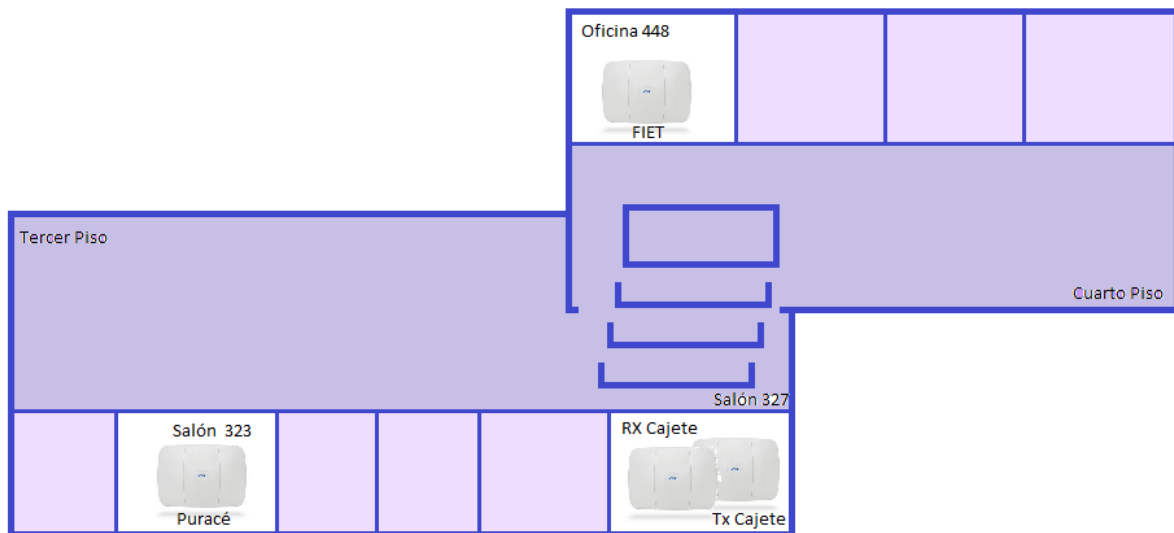 Oficina 448
FIET
Tercer Piso
Cuarto Piso
Salón 327
Salón 323
Puracé
RX Cajete
Tx Cajete